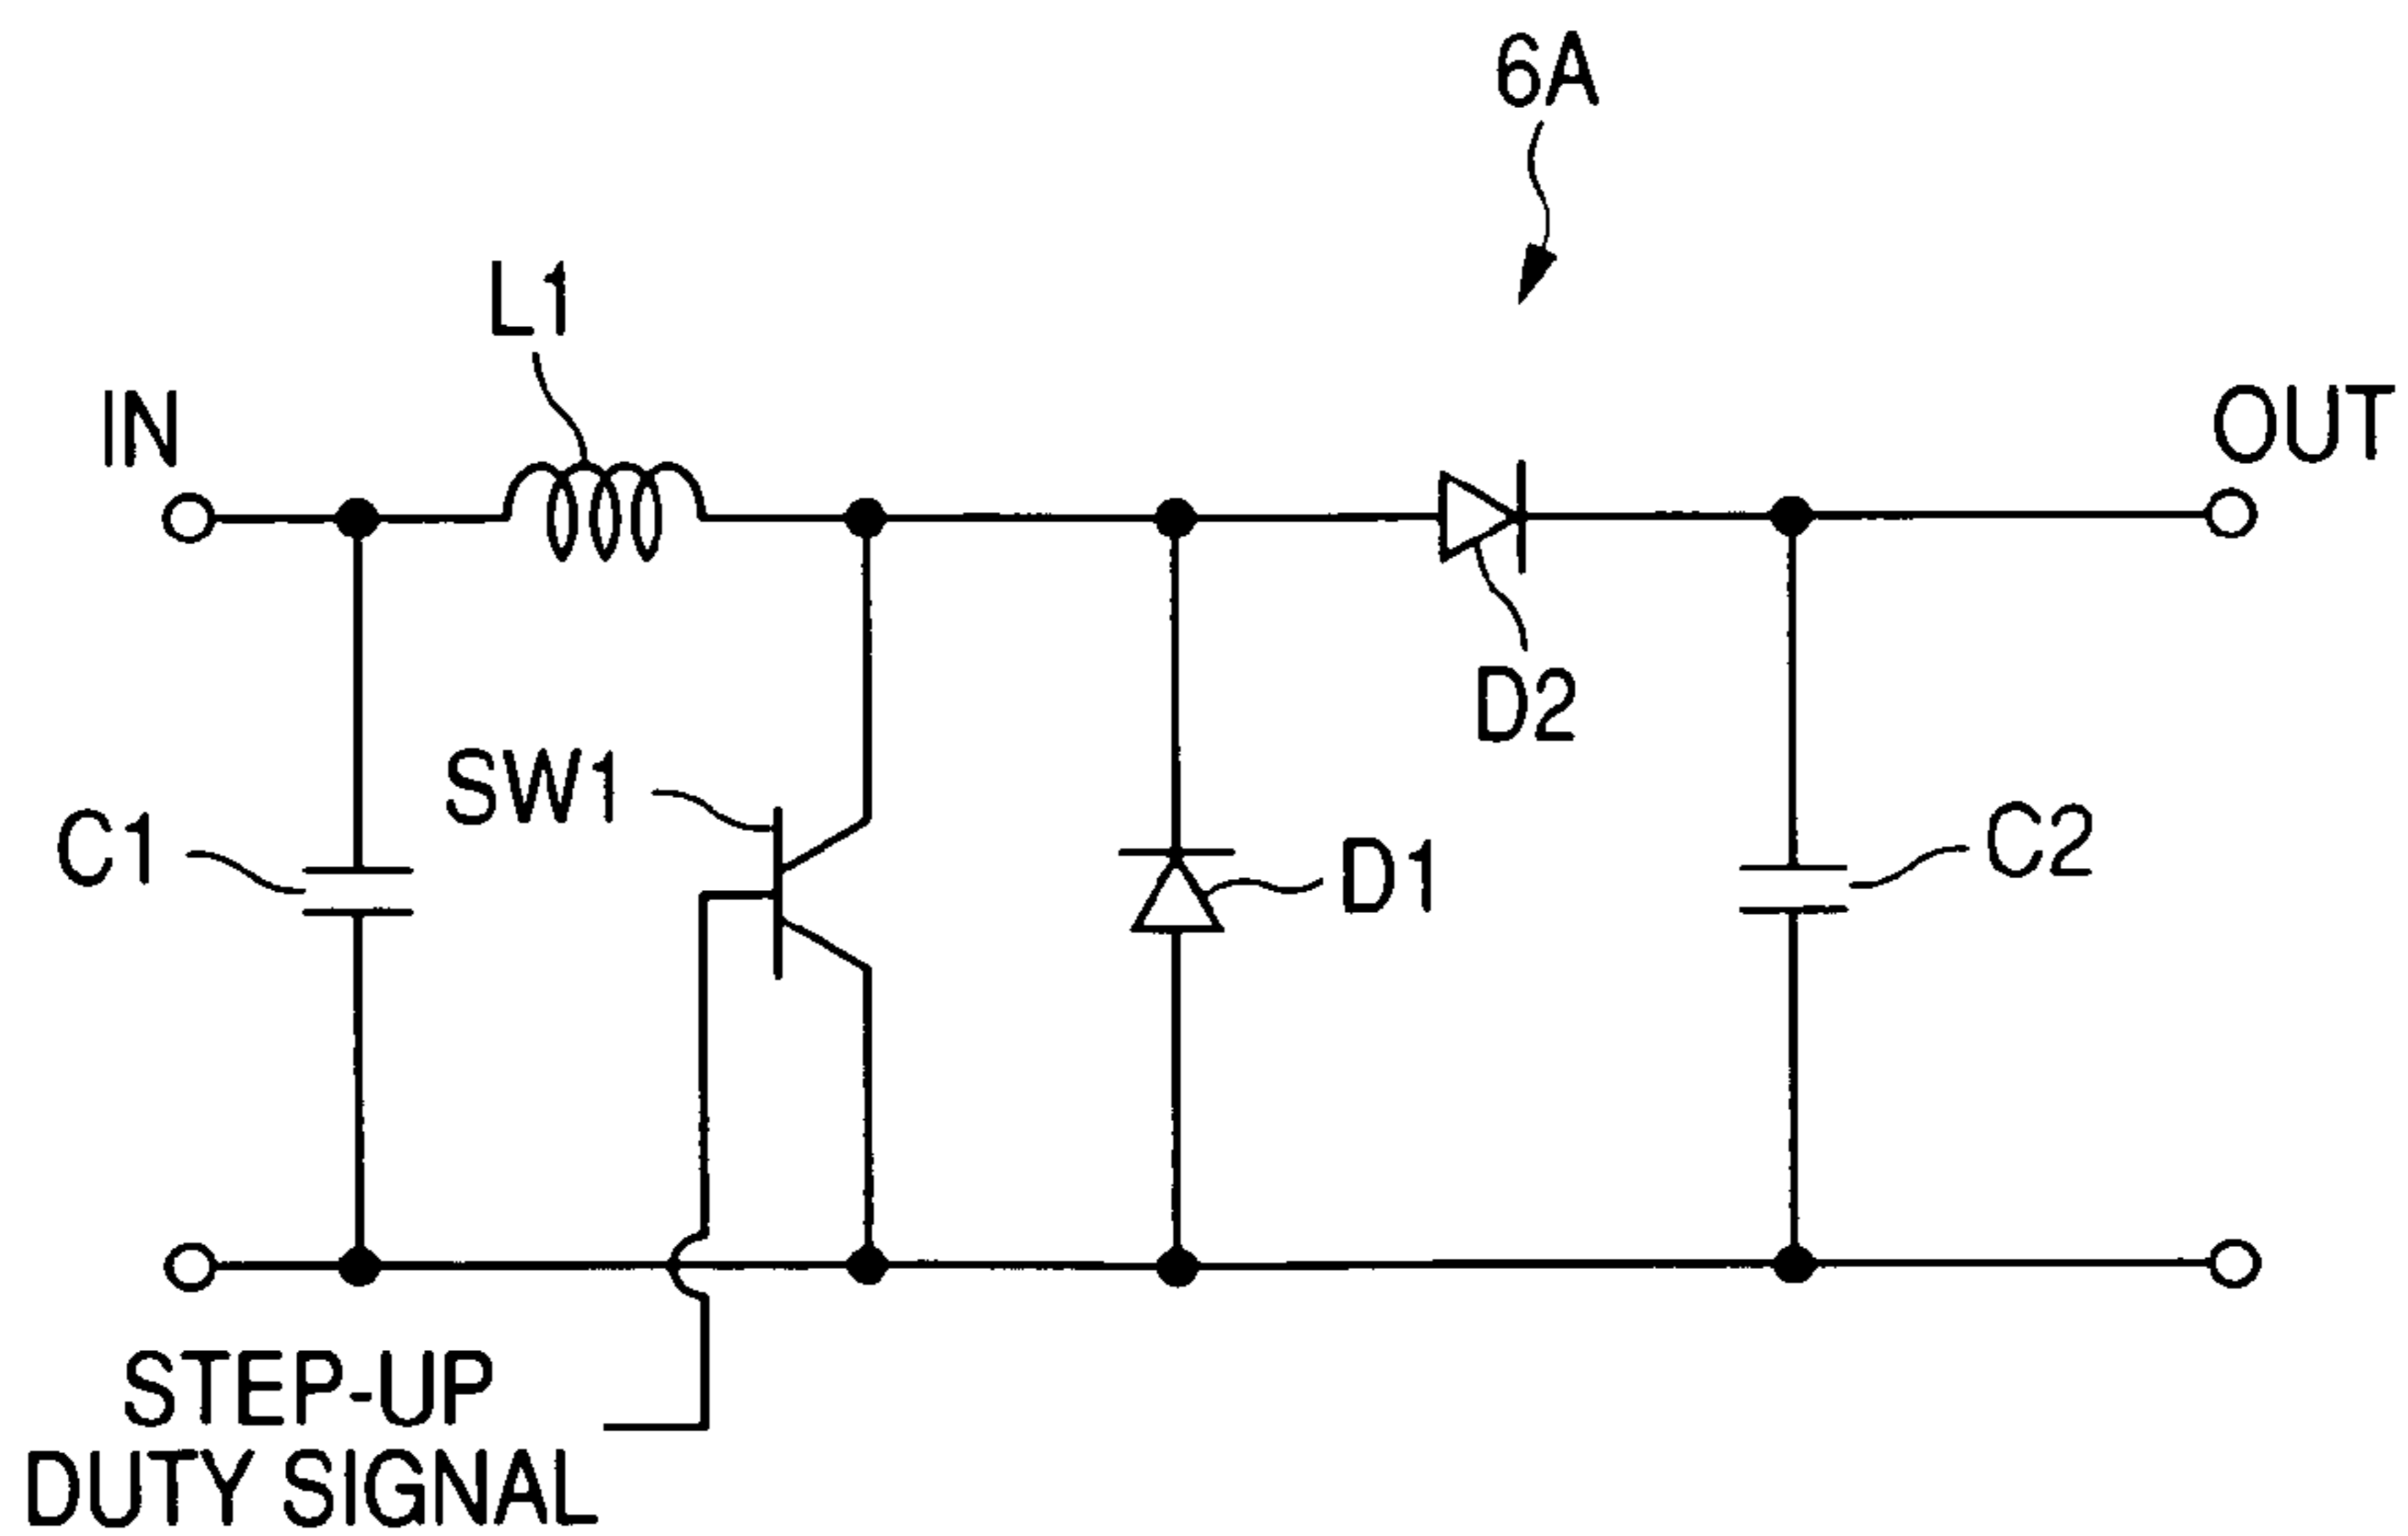 6A
L1
IN
OUT
D2
SW1
C1
D1
C2
STEP-UP
DUTY SIGNAL